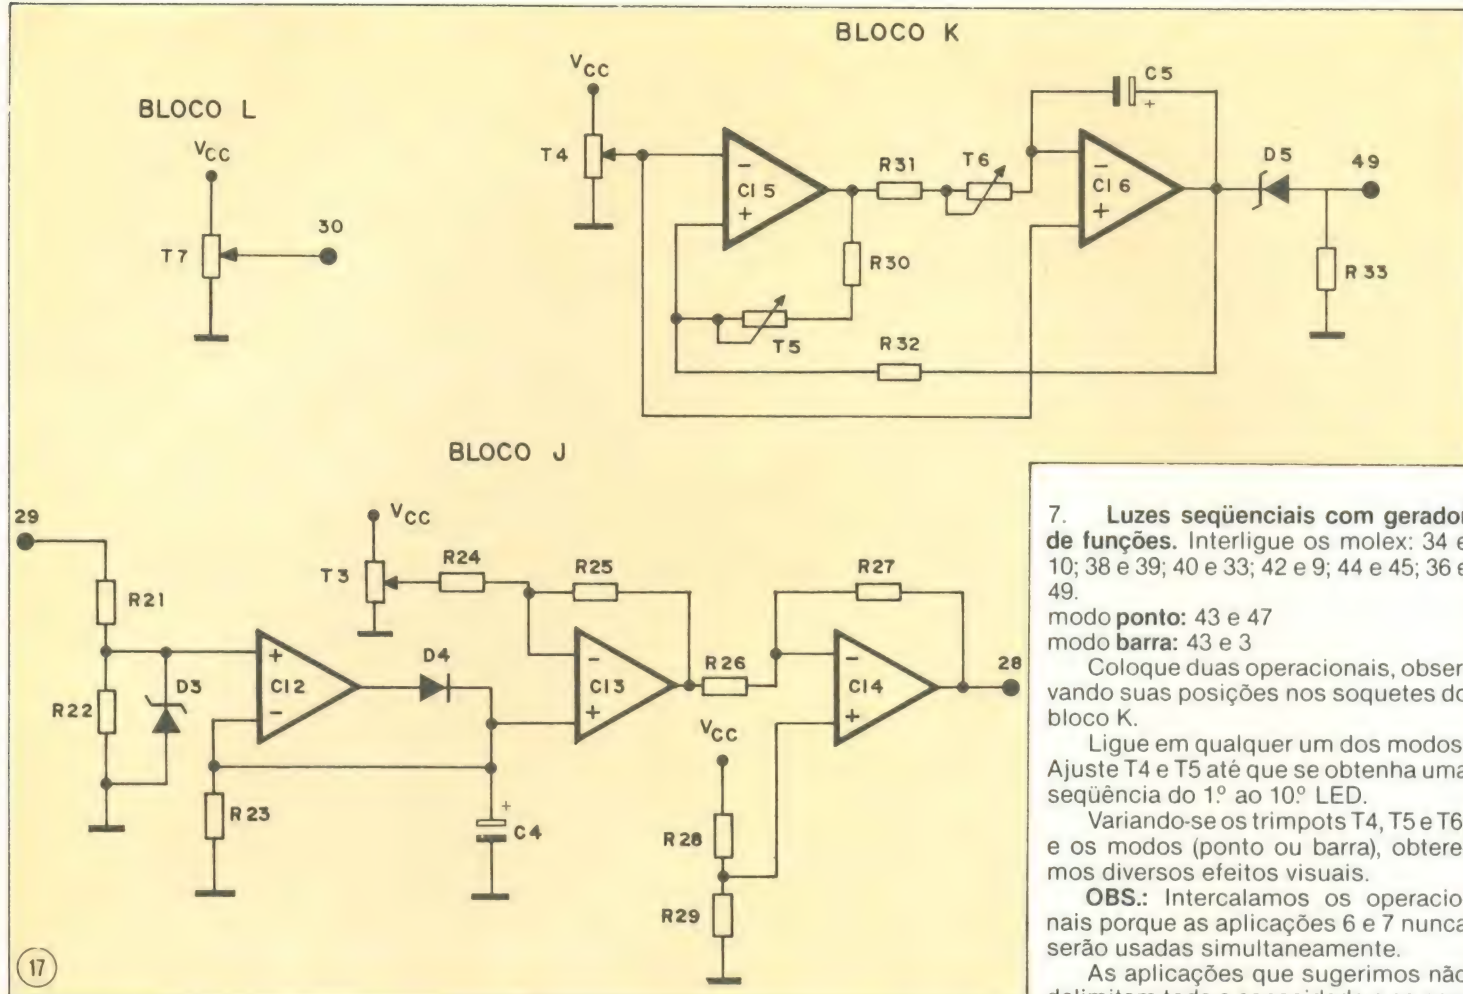 BLOCO K
VCC
C5
+
BLOCO L
VCC
T4
−
CI5
+
R31
T6
−
CI6
+
D5
49
30
T7
R30
R33
T5
R32
BLOCO J
29
VCC
T3
R24
R25
R27
R21
+
CI2
−
D4
−
CI3
+
R26
−
CI4
+
28
D3
R22
VCC
R23
+
C4
R28
R29
17
7. Luzes seqüenciais com gerador
de funções. Interligue os molex: 34 e
10; 38 e 39; 40 e 33; 42 e 9; 44 e 45; 36 e
49.
modo ponto: 43 e 47
modo barra: 43 e 3
Coloque duas operacionais, obser
vando suas posições nos soquetes do
bloco K.
Ligue em qualquer um dos modos.
Ajuste T4 e T5 até que se obtenha uma
seqüência do 1º ao 10º LED.
Variando-se os trimpots T4, T5 e T6
e os modos (ponto ou barra), obtere
mos diversos efeitos visuais.
OBS.: Intercalamos os operacio
nais porque as aplicações 6 e 7 nunca
serão usadas simultaneamente.
As aplicações que sugerimos não